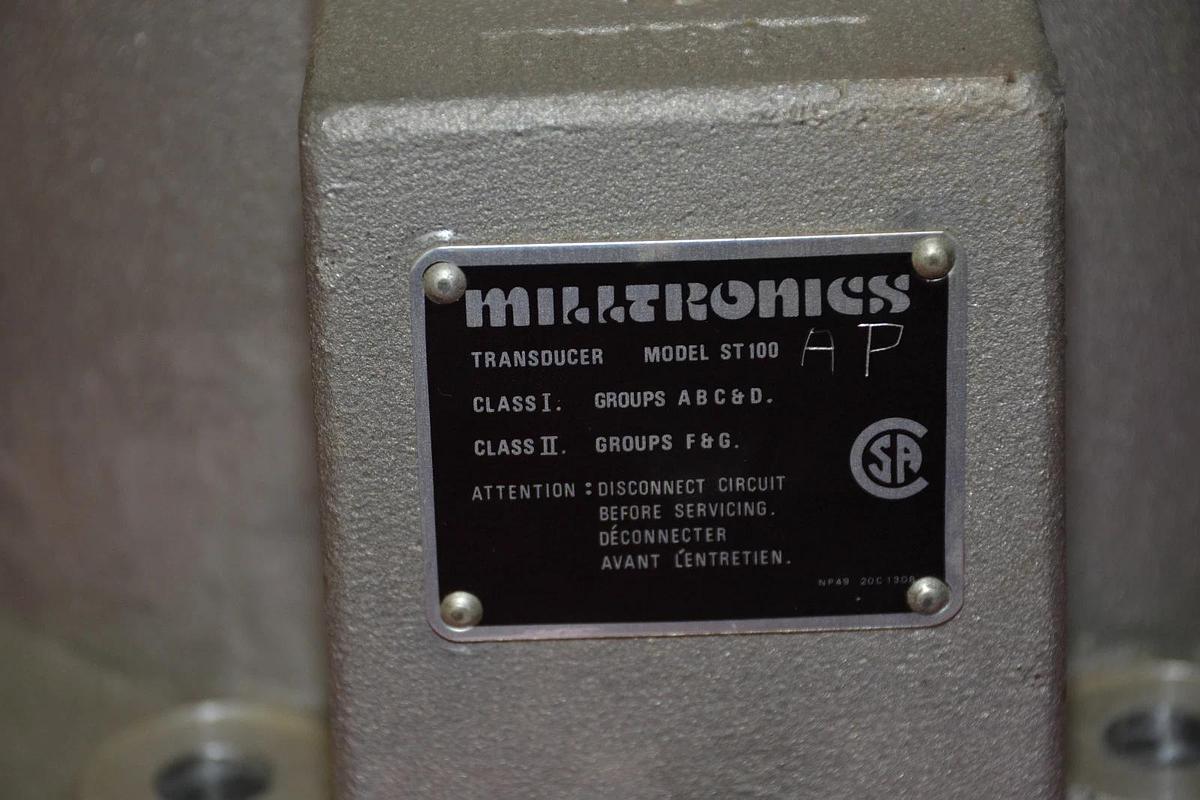 MILLTRONICS
TRANSDUCER MODEL ST100 AP
CLASS I. GROUPS A B C & D.
CLASS II. GROUPS F & G.
CSA
ATTENTION : DISCONNECT CIRCUIT
BEFORE SERVICING.
DÉCONNECTER
AVANT L'ENTRETIEN.
NP49 20C1308